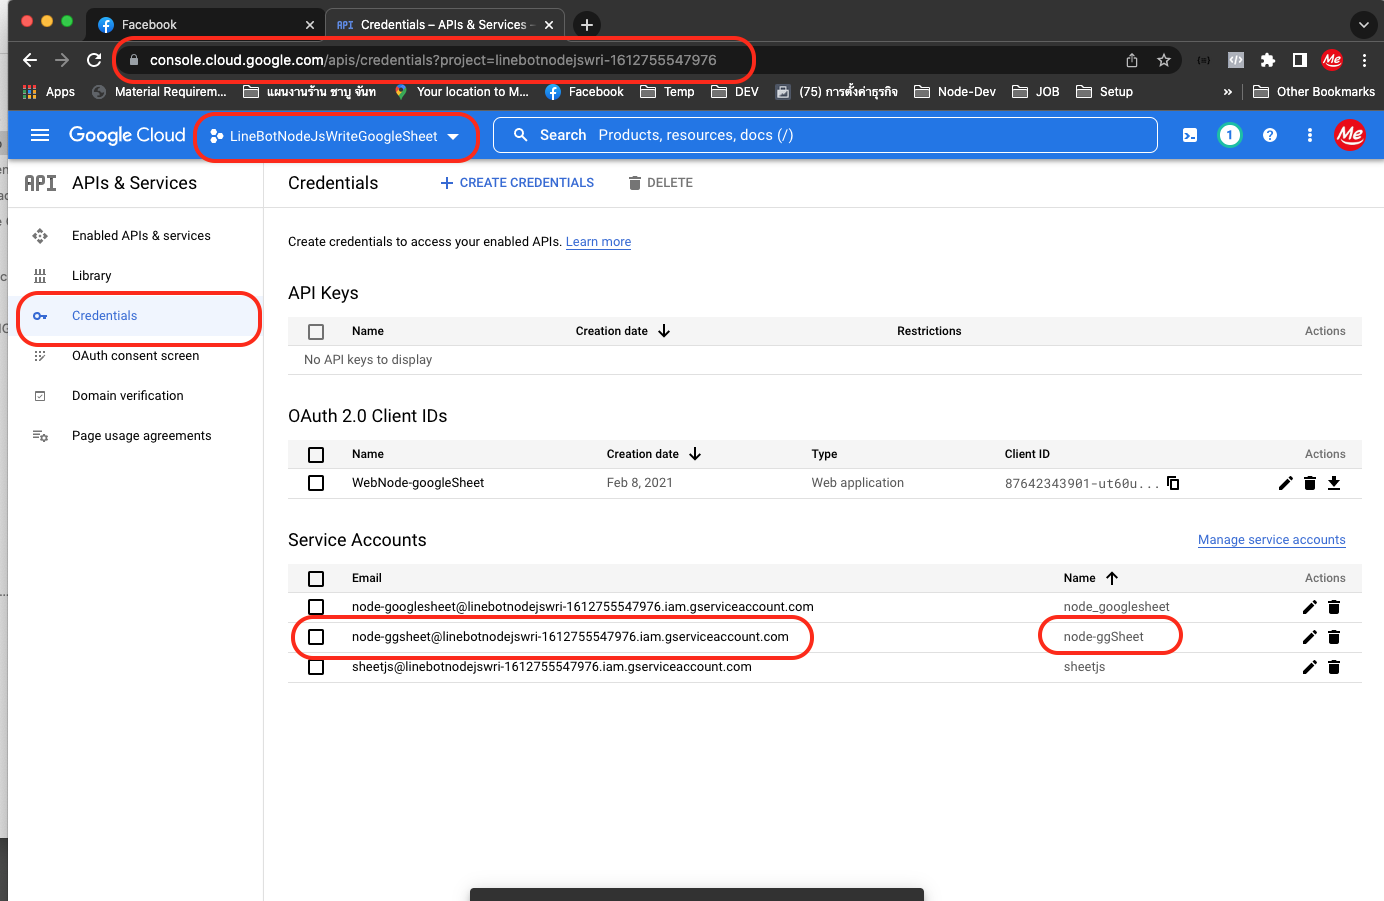 Facebook
API Credentials – APIs & Services –
console.cloud.google.com/apis/credentials?project=linebotnodejswri-1612755547976
Me
Apps Material Requirem... แผนงานร้าน ชาบู จันท Your location to M... Facebook Temp DEV (75) การตั้งค่าธุรกิจ Node-Dev JOB Setup » Other Bookmarks
Google Cloud LineBotNodeJsWriteGoogleSheet Search Products, resources, docs (/) 1 Me
API APIs & Services
Credentials CREATE CREDENTIALS DELETE
Enabled APIs & services
Library
Credentials
OAuth consent screen
Domain verification
Page usage agreements
Create credentials to access your enabled APIs. Learn more
API Keys
Name Creation date Restrictions Actions
No API keys to display
OAuth 2.0 Client IDs
Name Creation date Type Client ID Actions
WebNode-googleSheet Feb 8, 2021 Web application 87642343901-ut60u...
Service Accounts Manage service accounts
Email Name Actions
node-googlesheet@linebotnodejswri-1612755547976.iam.gserviceaccount.com node_googlesheet
node-ggsheet@linebotnodejswri-1612755547976.iam.gserviceaccount.com node-ggSheet
sheetjs@linebotnodejswri-1612755547976.iam.gserviceaccount.com sheetjs